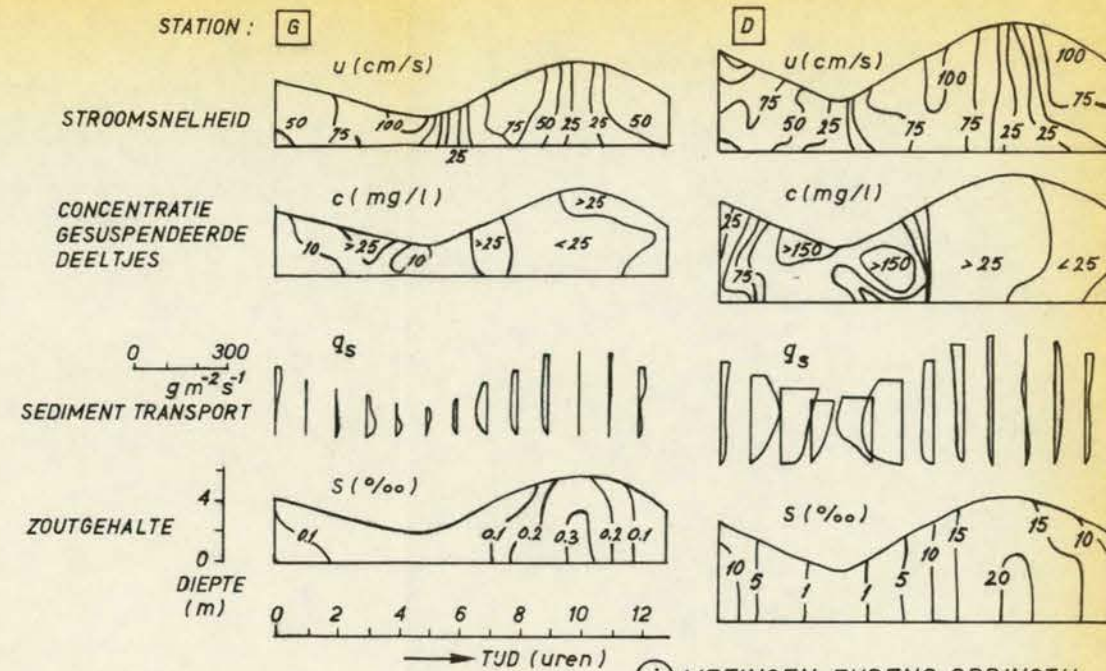 STATION : G D
u (cm/s) u (cm/s)
STROOMSNELHEID
50 75 100 25 75 50 25 25 50
75 50 25 75 100 75 25 25 100 75
c (mg/l) c (mg/l)
CONCENTRATIE
GESUSPENDEERDE
DEELTJES
10 >25 10 >25 <25 >25
25 75 >150 >150 >25 <25
0 300
g m⁻² s⁻¹
SEDIMENT TRANSPORT
qs qs
S (°/oo) S (°/oo)
ZOUTGEHALTE
4
0
DIEPTE
(m)
0.1 0.1 0.2 0.3 0.2 0.1
10 5 1 1 5 10 15 20 15 10
0 2 4 6 8 10 12
TIJD (uren)